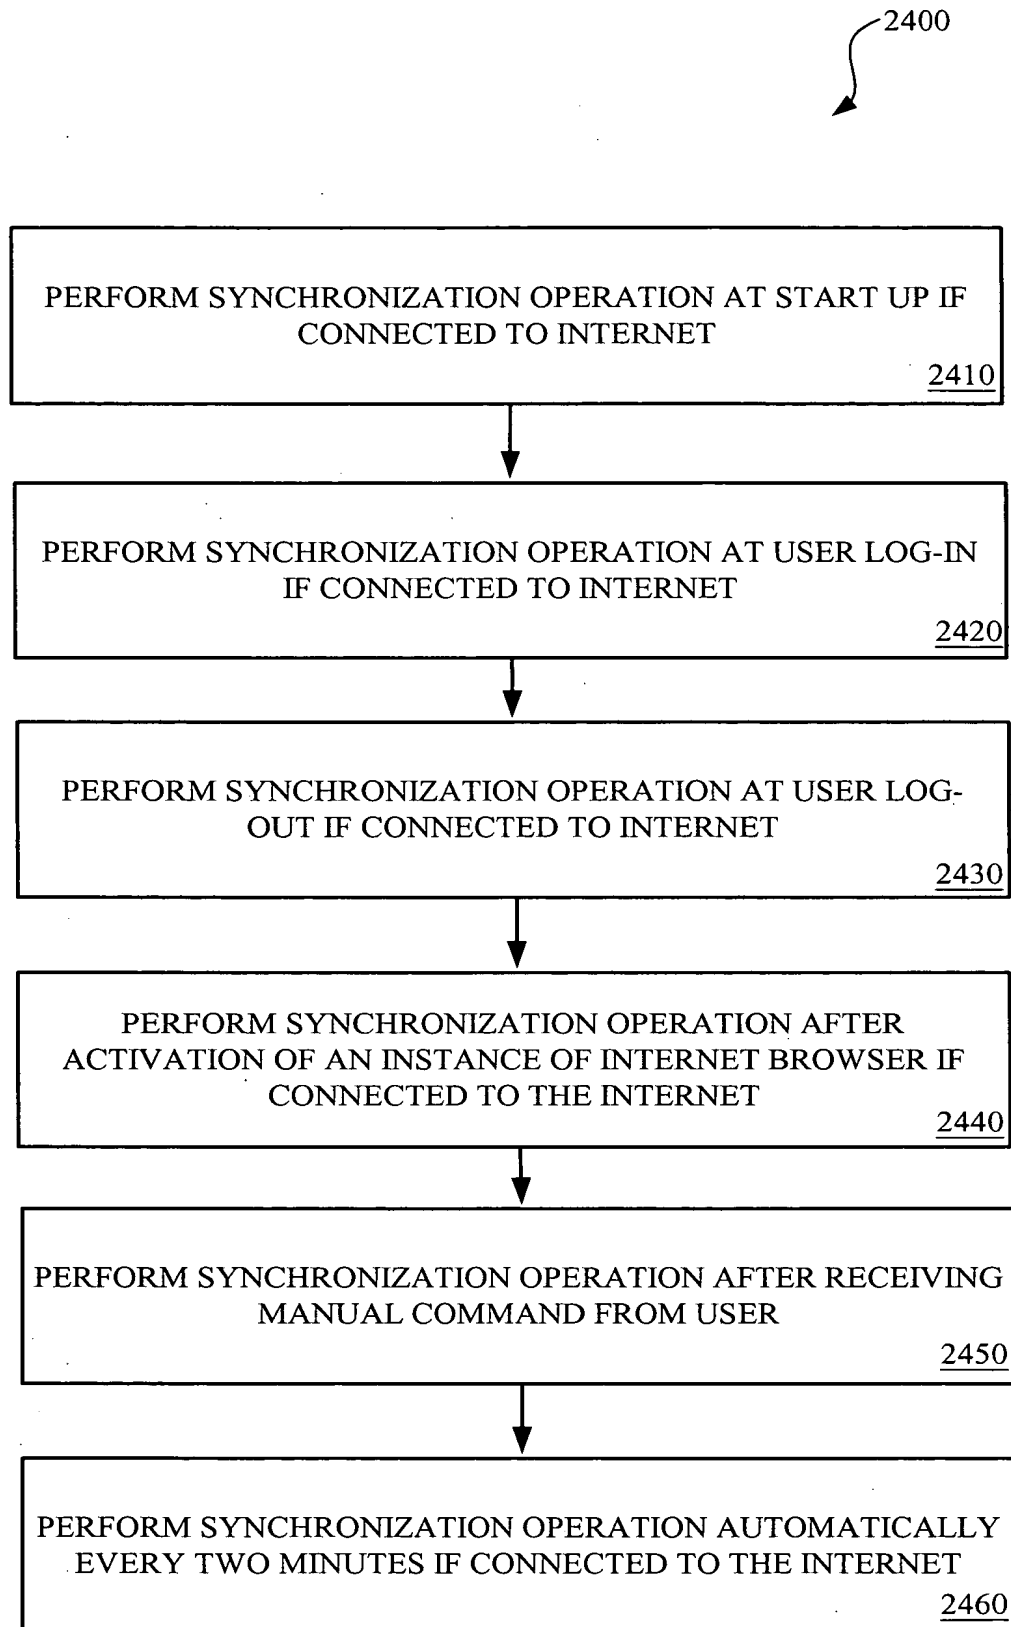 2400
PERFORM SYNCHRONIZATION OPERATION AT START UP IF
CONNECTED TO INTERNET
2410
PERFORM SYNCHRONIZATION OPERATION AT USER LOG-IN
IF CONNECTED TO INTERNET
2420
PERFORM SYNCHRONIZATION OPERATION AT USER LOG-
OUT IF CONNECTED TO INTERNET
2430
PERFORM SYNCHRONIZATION OPERATION AFTER
ACTIVATION OF AN INSTANCE OF INTERNET BROWSER IF
CONNECTED TO THE INTERNET
2440
PERFORM SYNCHRONIZATION OPERATION AFTER RECEIVING
MANUAL COMMAND FROM USER
2450
PERFORM SYNCHRONIZATION OPERATION AUTOMATICALLY
EVERY TWO MINUTES IF CONNECTED TO THE INTERNET
2460